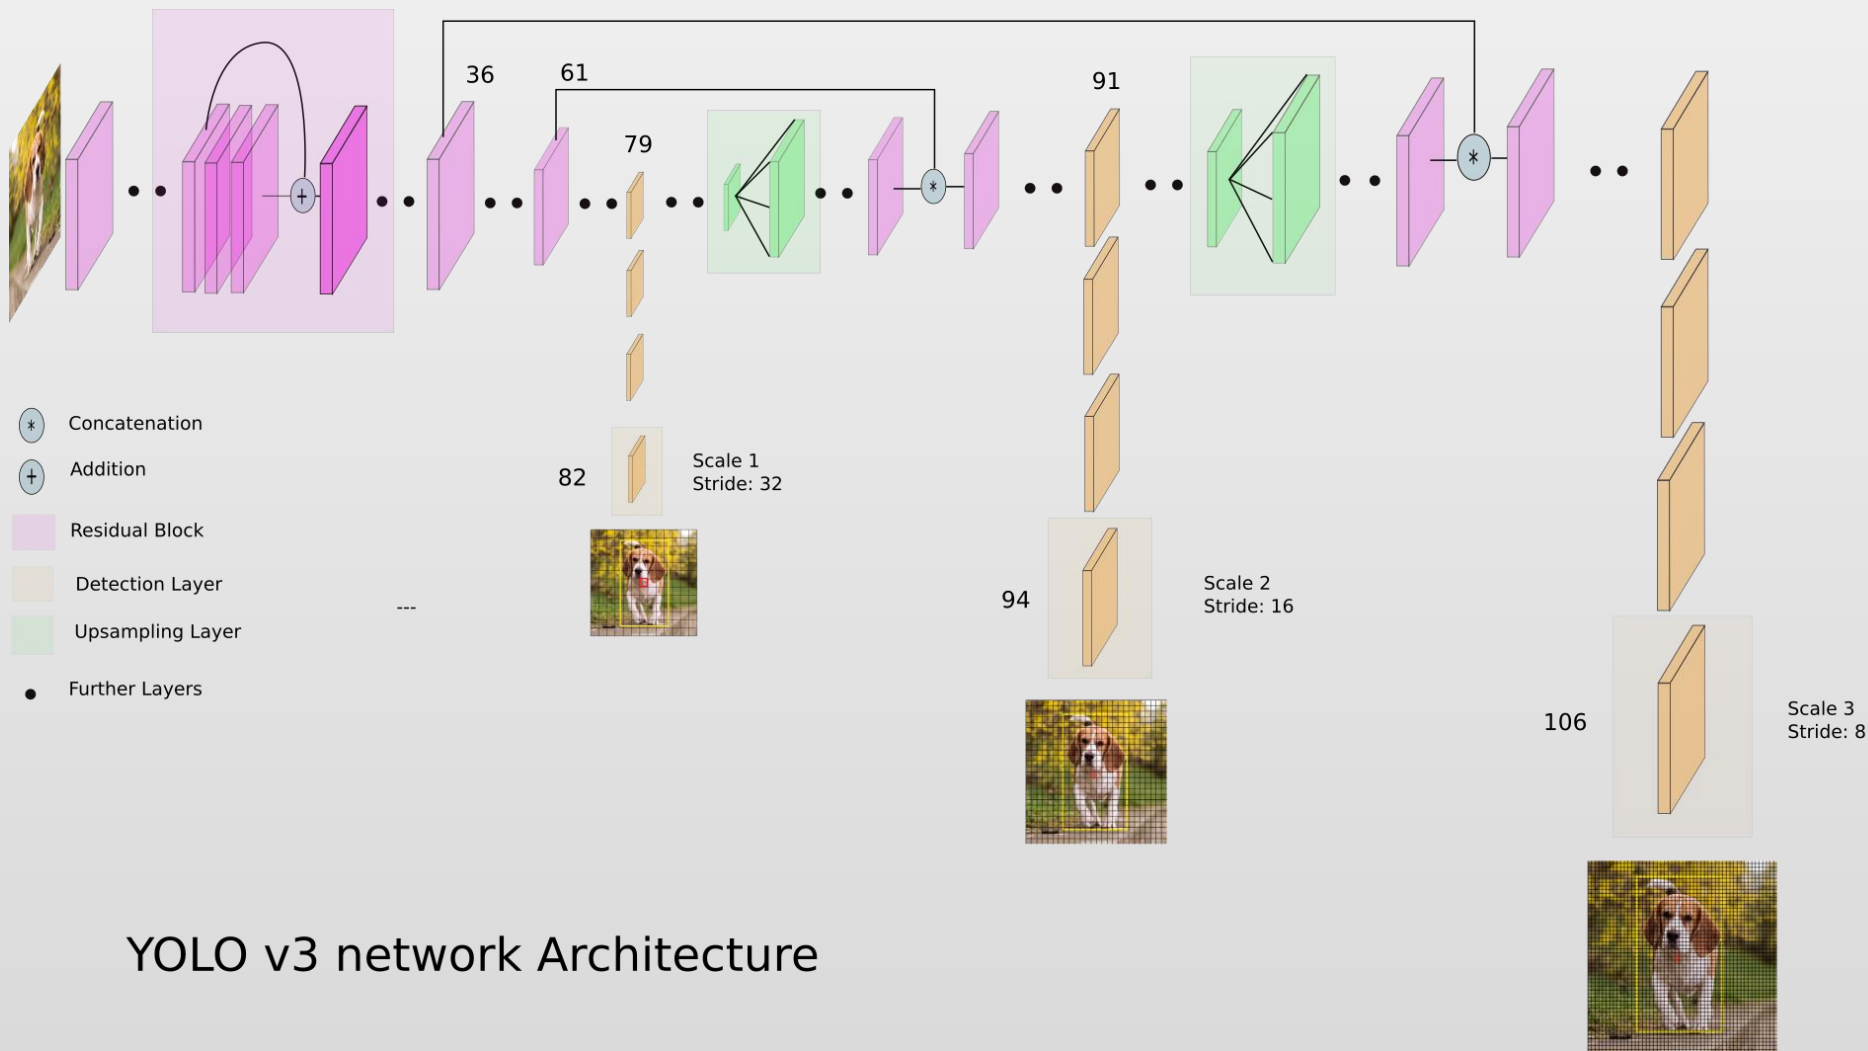 36
61
91
79
Concatenation
Addition
Residual Block
Detection Layer
Upsampling Layer
Further Layers
---
82
Scale 1
Stride: 32
94
Scale 2
Stride: 16
106
Scale 3
Stride: 8
YOLO v3 network Architecture